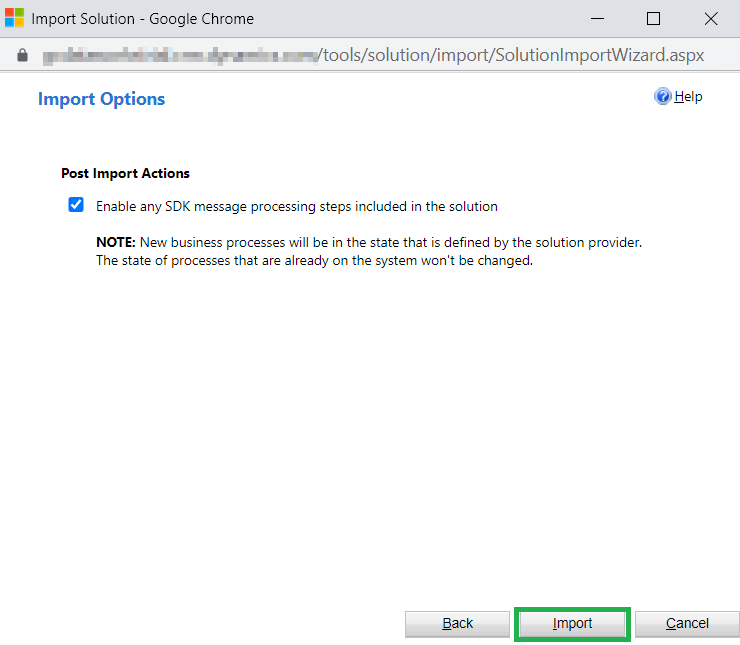 Import Solution - Google Chrome
/tools/solution/import/SolutionImportWizard.aspx
Import Options
Help
Post Import Actions
Enable any SDK message processing steps included in the solution
NOTE: New business processes will be in the state that is defined by the solution provider.
The state of processes that are already on the system won't be changed.
Back
Import
Cancel